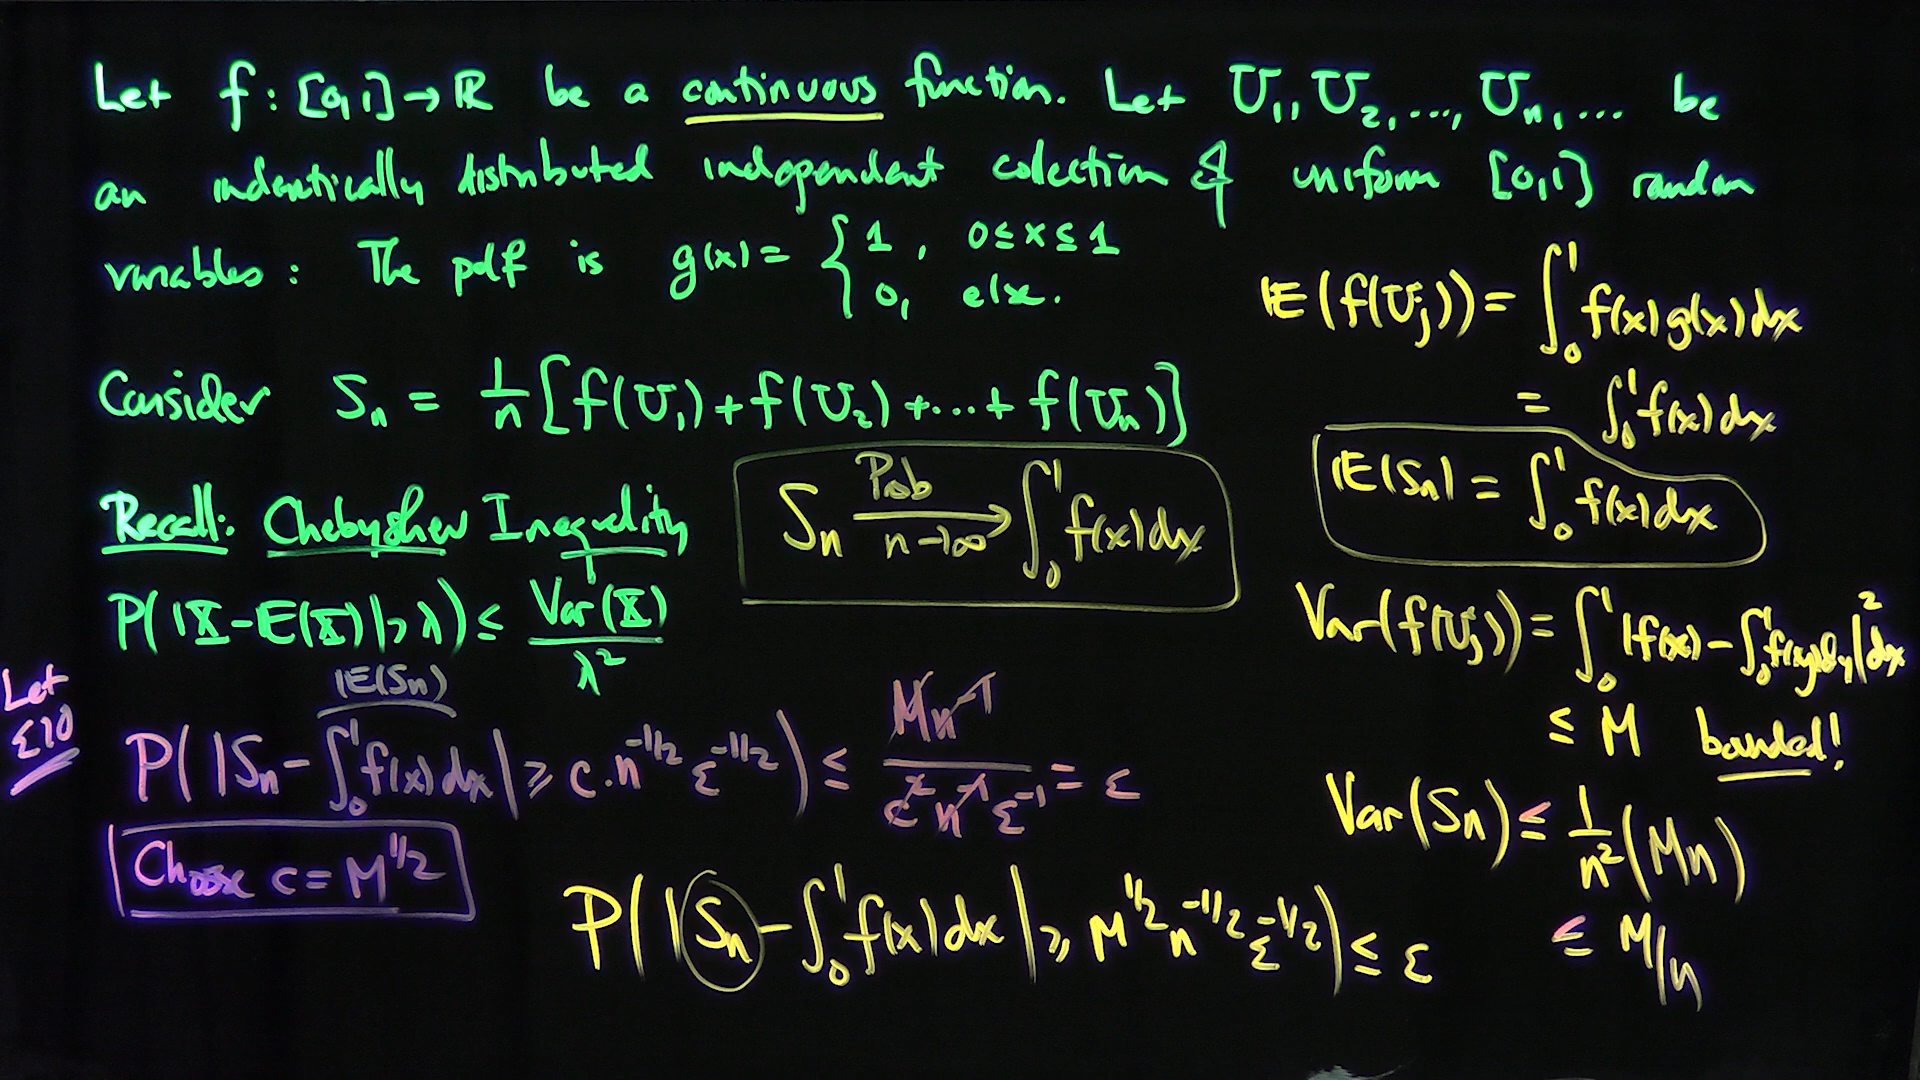 Let f : [0,1] → ℝ be a continuous function. Let U₁, U₂, ..., Uₙ, ... be
an indentically distributed independent colection of uniform [0,1] random
variables : The pdf is g(x) = { 1 , 0 ≤ x ≤ 1
0, else.
Consider Sₙ = 1/n [f(U₁) + f(U₂) + ... + f(Uₙ)]
Recall: Chebyshev Inequality
P(|X - E(X)| > λ) ≤ Var(X)/λ²
Sₙ →(Prob, n→∞) ∫₀¹ f(x)dx
𝔼(f(Uⱼ)) = ∫₀¹ f(x)g(x)dx
= ∫₀¹ f(x)dx
𝔼(Sₙ) = ∫₀¹ f(x)dx
Var(f(Uⱼ)) = ∫₀¹ |f(x) - ∫₀¹ f(y)dy|² dx
≤ M bounded!
Var(Sₙ) ≤ 1/n² (Mn)
≤ M/n
Let
ε>0
𝔼(Sₙ)
P(|Sₙ - ∫₀¹ f(x)dx| ≥ c·n^(-1/2) ε^(-1/2)) ≤ Mn⁻¹/(c² n⁻¹ ε⁻¹) = ε
Choose c = M^(1/2)
P(|Sₙ - ∫₀¹ f(x)dx| ≥ M^(1/2) n^(-1/2) ε^(-1/2)) ≤ ε